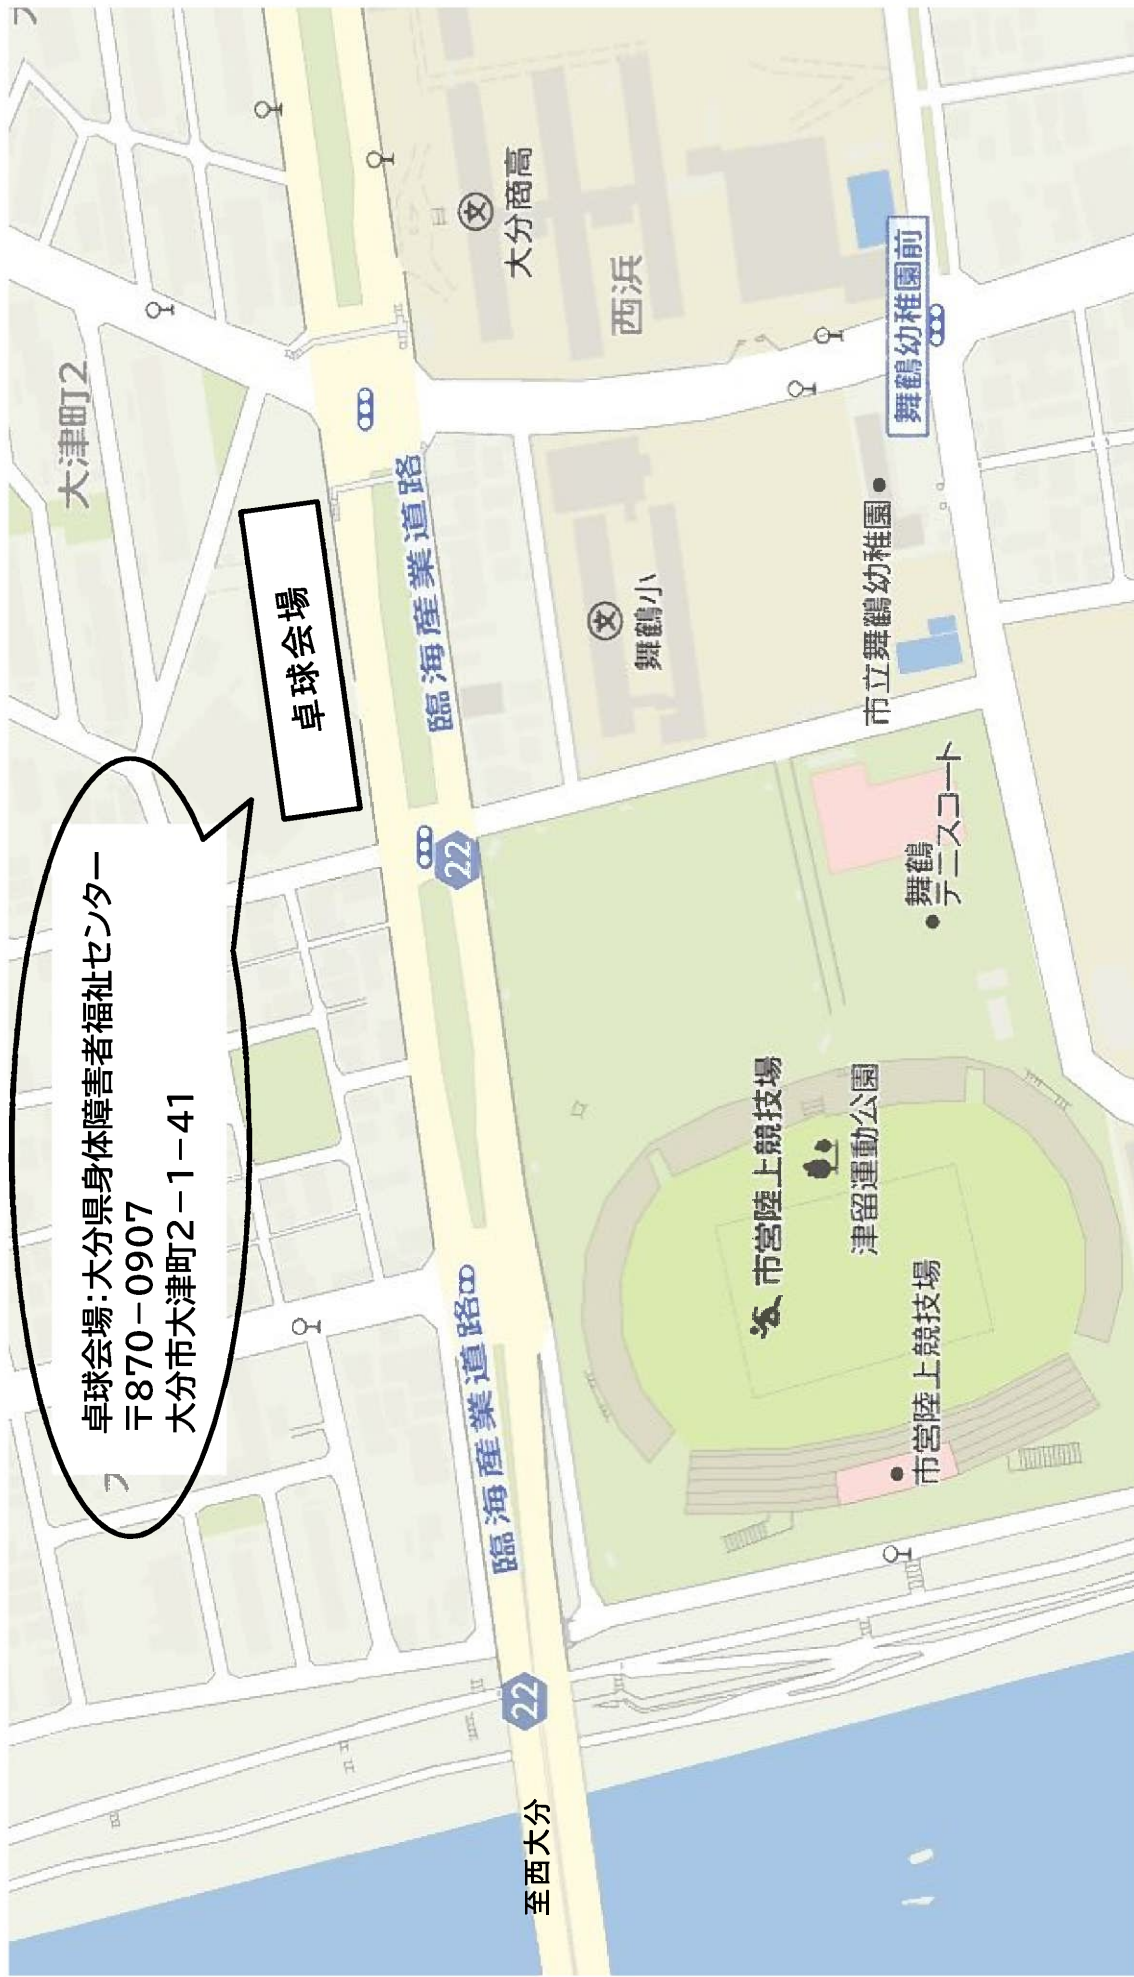 卓球会場：大分県身体障害者福祉センター
〒870-0907
大分市大津町2-1-41
大津町2
卓球会場
臨海産業道路
臨海産業道路
22
22
至西大分
大分商高
西浜
舞鶴小
市営陸上競技場
津留運動公園
市営陸上競技場
舞鶴
テニスコート
市立舞鶴幼稚園
舞鶴幼稚園前